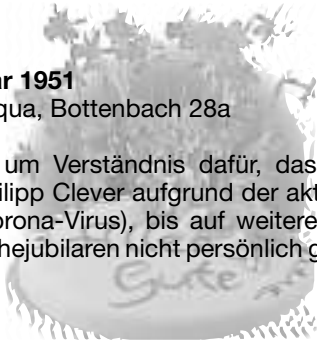 r 1951
qua, Bottenbach 28a
um Verständnis dafür, das
ilipp Clever aufgrund der akt
orona-Virus), bis auf weitere
hejubilaren nicht persönlich g
Gute